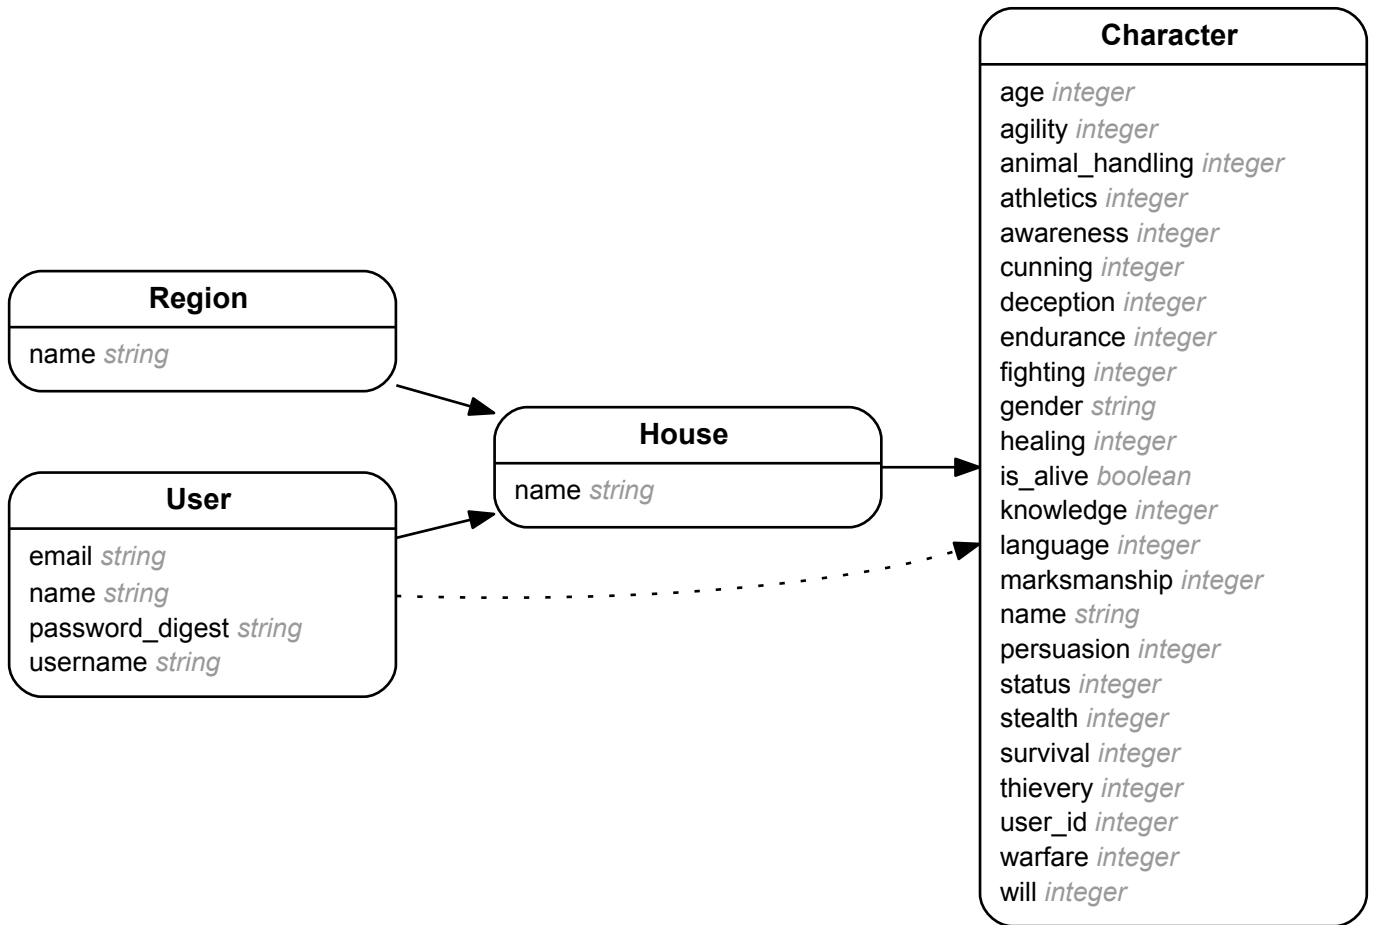 Region
name string
User
email string
name string
password_digest string
username string
House
name string
Character
age integer
agility integer
animal_handling integer
athletics integer
awareness integer
cunning integer
deception integer
endurance integer
fighting integer
gender string
healing integer
is_alive boolean
knowledge integer
language integer
marksmanship integer
name string
persuasion integer
status integer
stealth integer
survival integer
thievery integer
user_id integer
warfare integer
will integer